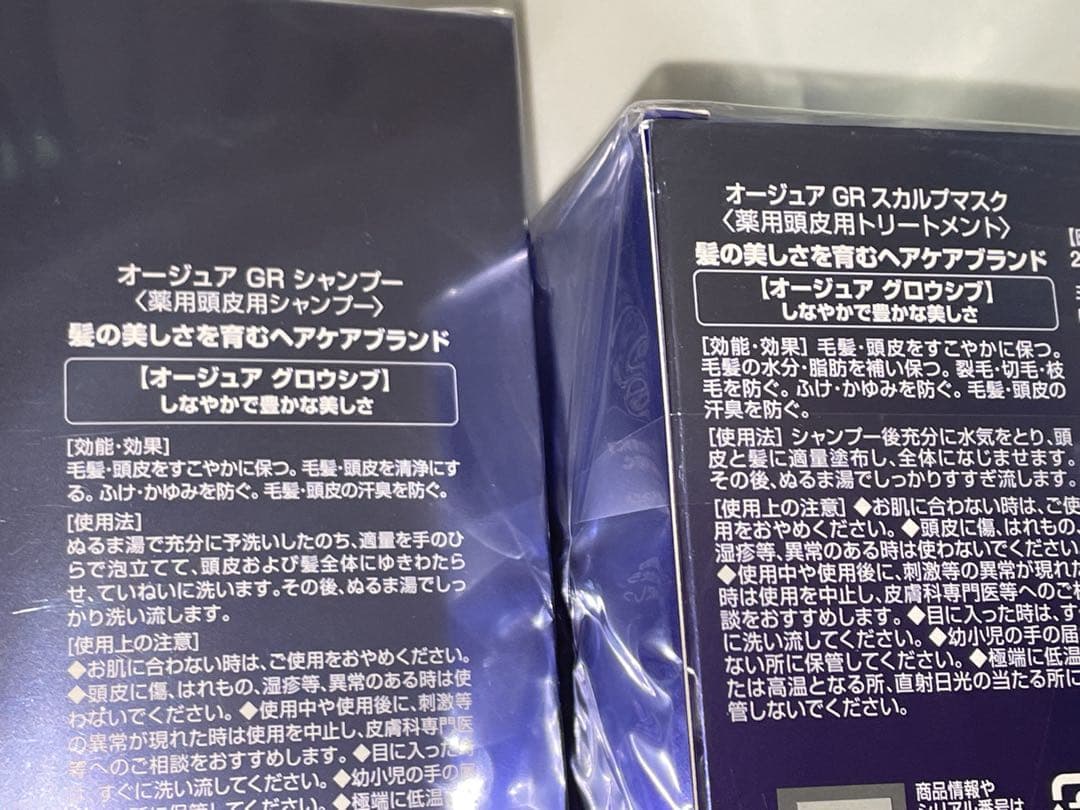 オージュア GR シャンプー
〈薬用頭皮用シャンプー〉
髪の美しさを育むヘアケアブランド
【オージュア グロウシブ】
しなやかで豊かな美しさ
[効能・効果]
毛髪・頭皮をすこやかに保つ。毛髪・頭皮を清浄にす
る。ふけ・かゆみを防ぐ。毛髪・頭皮の汗臭を防ぐ。
[使用法]
ぬるま湯で充分に予洗いしたのち、適量を手のひ
らで泡立てて、頭皮および髪全体にゆきわたら
せ、ていねいに洗います。その後、ぬるま湯でしっ
かり洗い流します。
[使用上の注意]
◆お肌に合わない時は、ご使用をおやめください。
◆頭皮に傷、はれもの、湿疹等、異常のある時は使
わないでください。◆使用中や使用後に、刺激等
の異常が現れた時は使用を中止し、皮膚科専門医
等へのご相談をおすすめします。◆目に入った
は、すぐに洗い流してください。◆幼小児の手の届
所に保管してください。◆極端に低温
オージュア GR スカルプマスク
〈薬用頭皮用トリートメント〉
髪の美しさを育むヘアケアブランド
【オージュア グロウシブ】
しなやかで豊かな美しさ
[効能・効果] 毛髪・頭皮をすこやかに保つ。
毛髪の水分・脂肪を補い保つ。裂毛・切毛・枝
毛を防ぐ。ふけ・かゆみを防ぐ。毛髪・頭皮の
汗臭を防ぐ。
[使用法] シャンプー後充分に水気をとり、頭
皮と髪に適量塗布し、全体になじませます。
その後、ぬるま湯でしっかりすすぎ流します。
[使用上の注意] ◆お肌に合わない時は、ご使
用をおやめください。◆頭皮に傷、はれもの、
湿疹等、異常のある時は使わないでください
◆使用中や使用後に、刺激等の異常が現れた
時は使用を中止し、皮膚科専門医等へのご相
談をおすすめします。◆目に入った時は、す
に洗い流してください。◆幼小児の手の届
ない所に保管してください。◆極端に低温
たは高温となる所、直射日光の当たる所に
管しないでください。
商品情報や
シリアル番号は